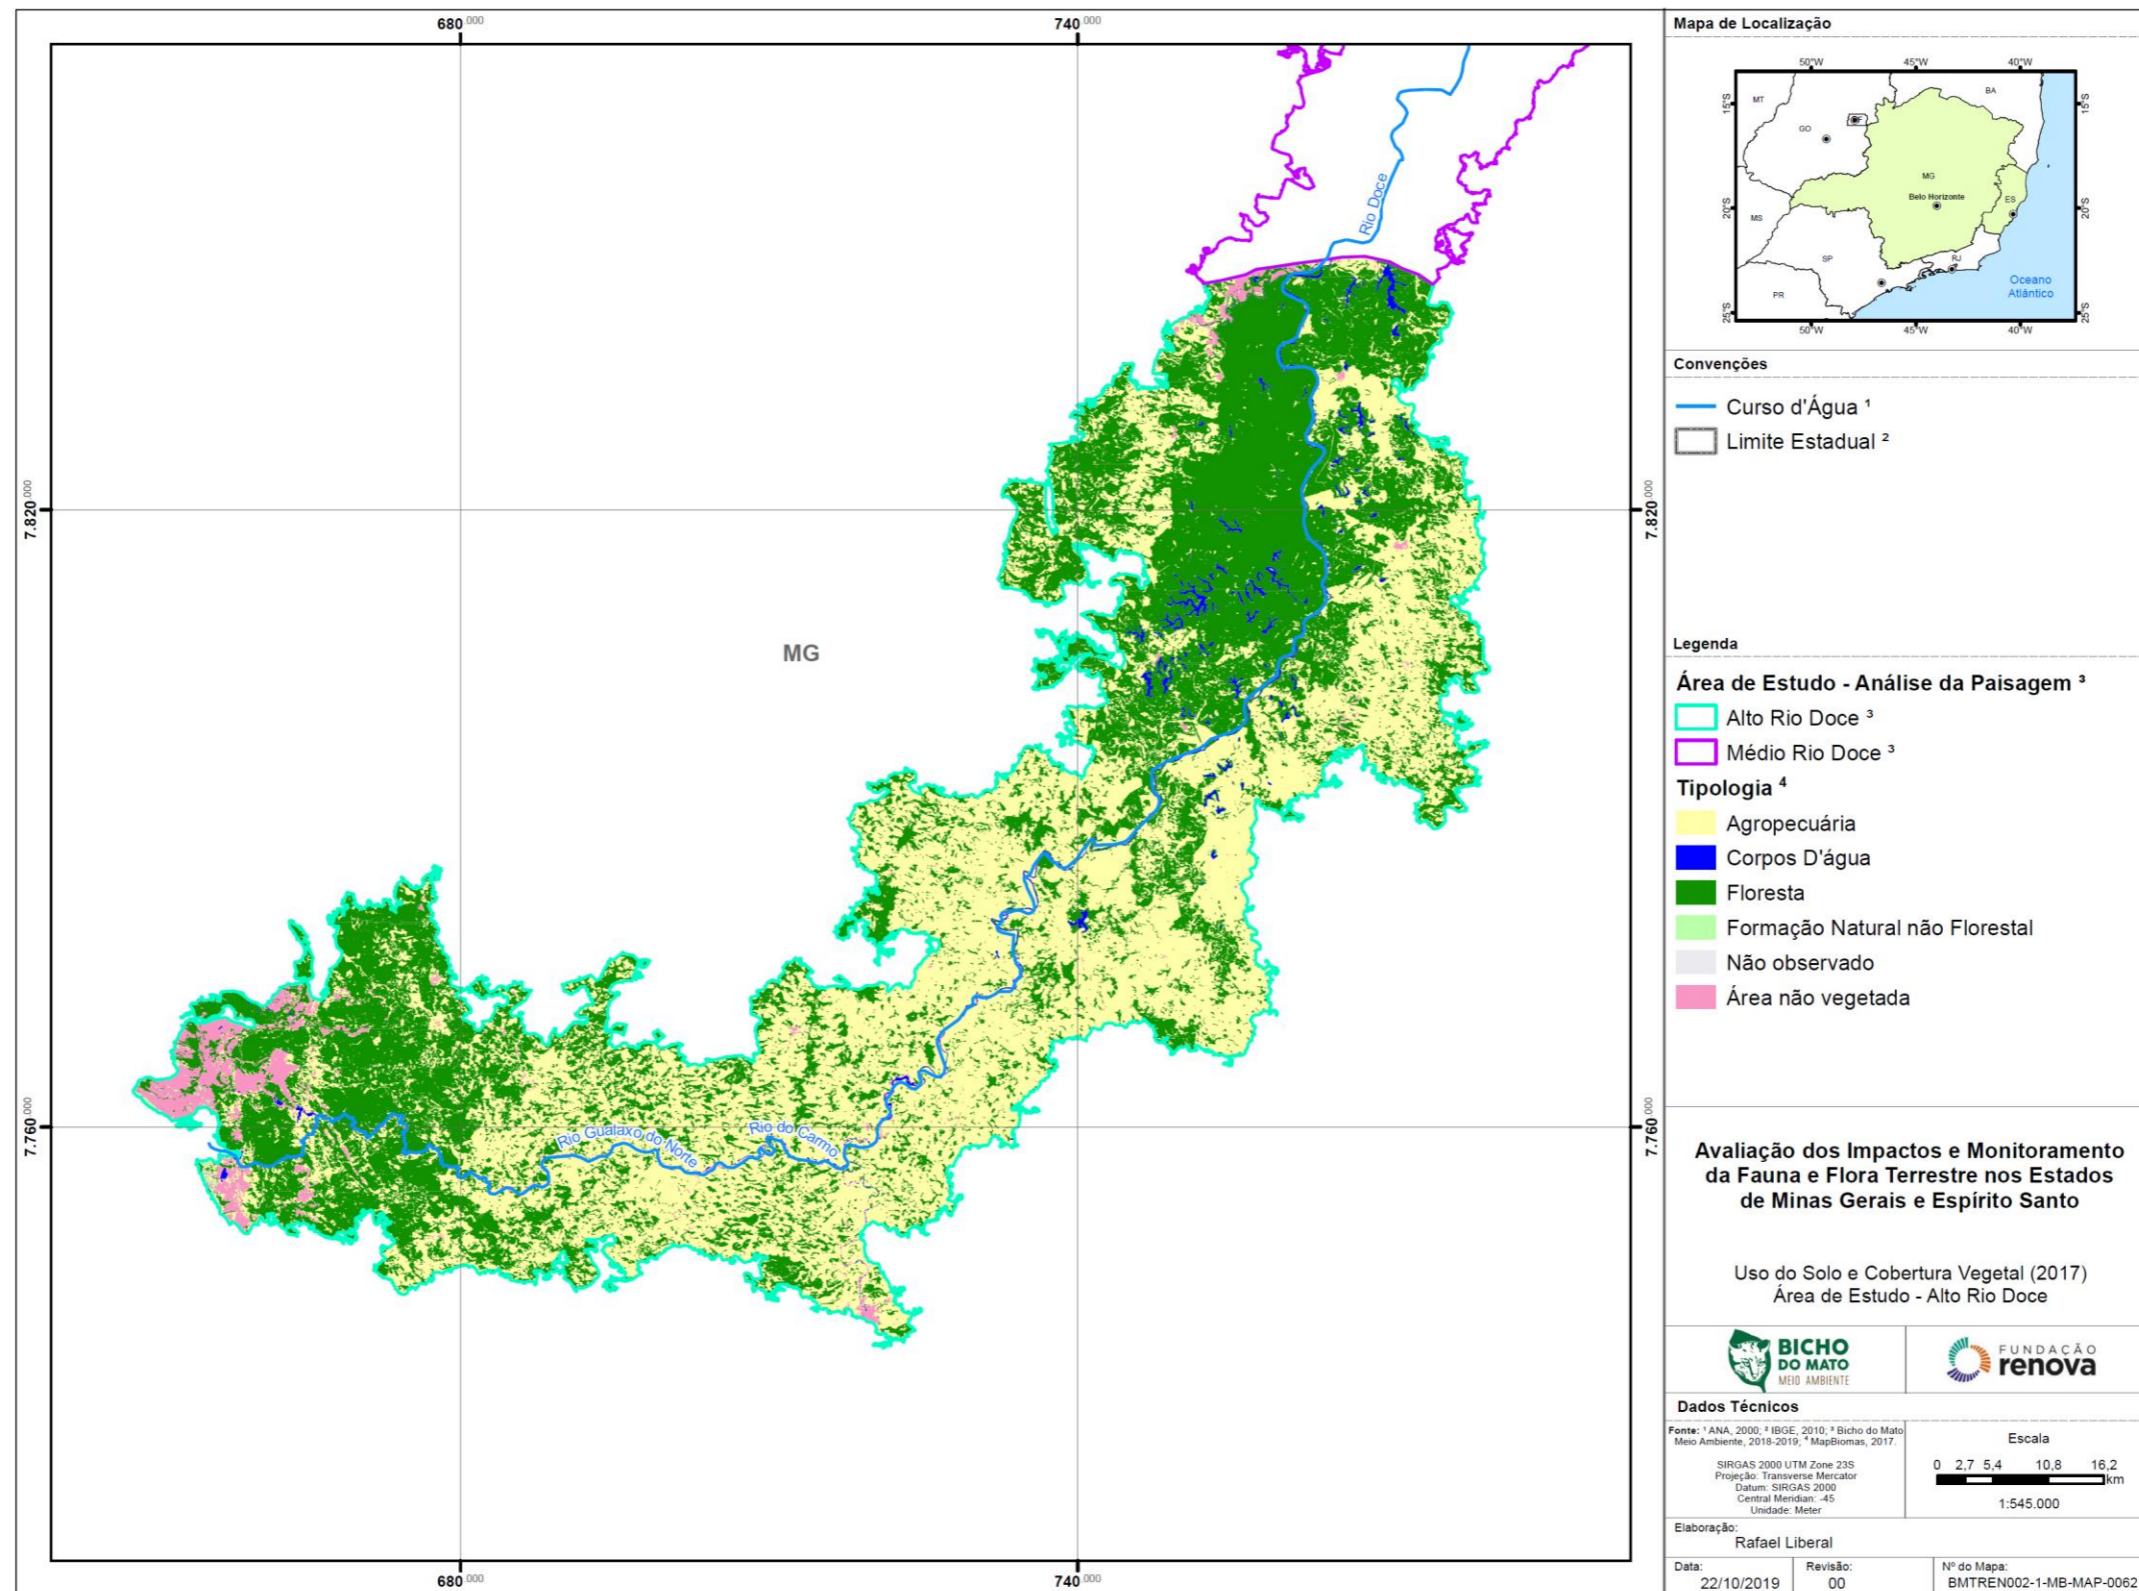 680.000
740.000
7.820.000
7.820.000
7.760.000
7.760.000
680.000
740.000
Rio Doce
MG
Rio Gualaxo do Norte
Rio do Carmo
Mapa de Localização
50°W 45°W 40°W
15°S
15°S
20°S
20°S
25°S
25°S
MT
BA
GO
DF
MG
Belo Horizonte
ES
MS
SP
RJ
PR
Oceano
Atlântico
50°W 45°W 40°W
Convenções
Curso d'Água ¹
Limite Estadual ²
Legenda
Área de Estudo - Análise da Paisagem ³
Alto Rio Doce ³
Médio Rio Doce ³
Tipologia ⁴
Agropecuária
Corpos D'água
Floresta
Formação Natural não Florestal
Não observado
Área não vegetada
Avaliação dos Impactos e Monitoramento
da Fauna e Flora Terrestre nos Estados
de Minas Gerais e Espírito Santo
Uso do Solo e Cobertura Vegetal (2017)
Área de Estudo - Alto Rio Doce
BICHO
DO MATO
MEIO AMBIENTE
FUNDAÇÃO
renova
Dados Técnicos
Fonte: ¹ ANA, 2000; ² IBGE, 2010; ³ Bicho do Mato
Meio Ambiente, 2018-2019; ⁴ MapBiomas, 2017.
SIRGAS 2000 UTM Zone 23S
Projeção: Transverse Mercator
Datum: SIRGAS 2000
Central Meridian: -45
Unidade: Meter
Escala
0 2,7 5,4 10,8 16,2
km
1:545.000
Elaboração:
Rafael Liberal
Data:
22/10/2019
Revisão:
00
Nº do Mapa:
BMTREN002-1-MB-MAP-0062